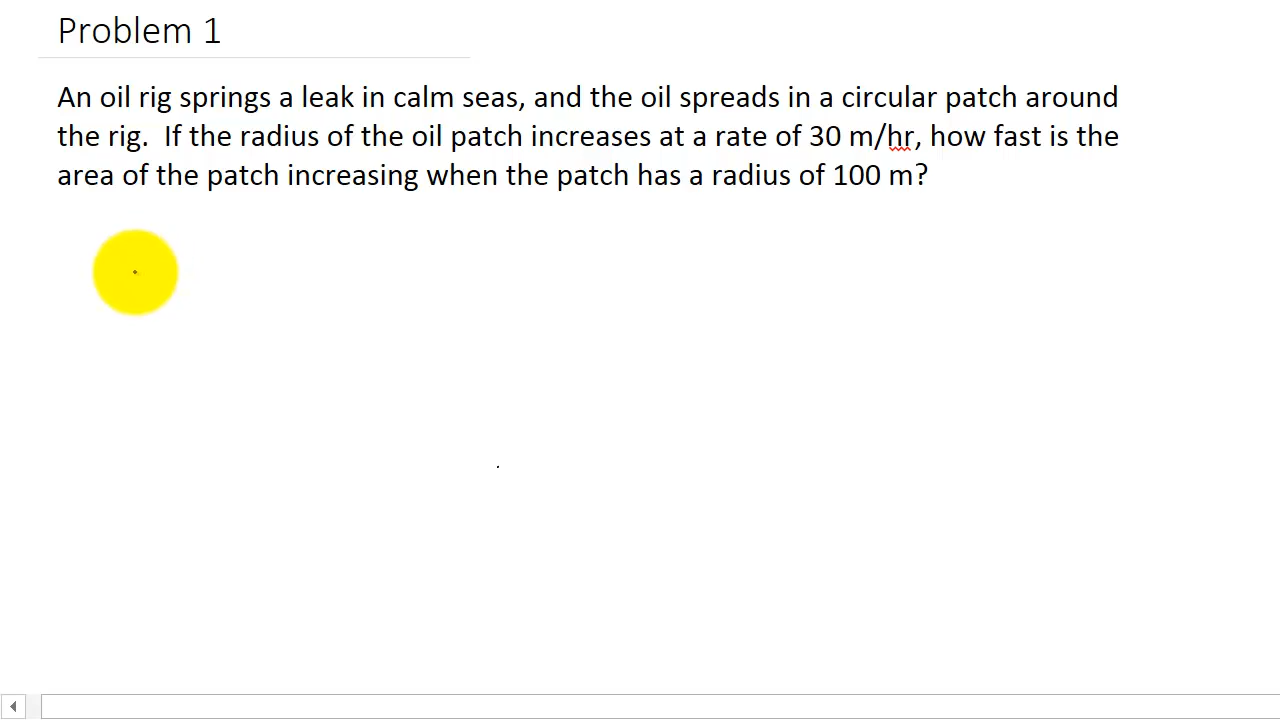 Problem 1
An oil rig springs a leak in calm seas, and the oil spreads in a circular patch around
the rig.  If the radius of the oil patch increases at a rate of 30 m/hr, how fast is the
area of the patch increasing when the patch has a radius of 100 m?